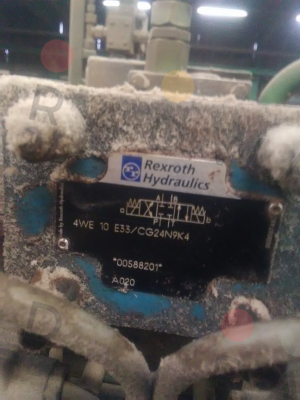 Rexroth
Hydraulics
4WE 10 E33/CG24N9K4
*00588201*
A020